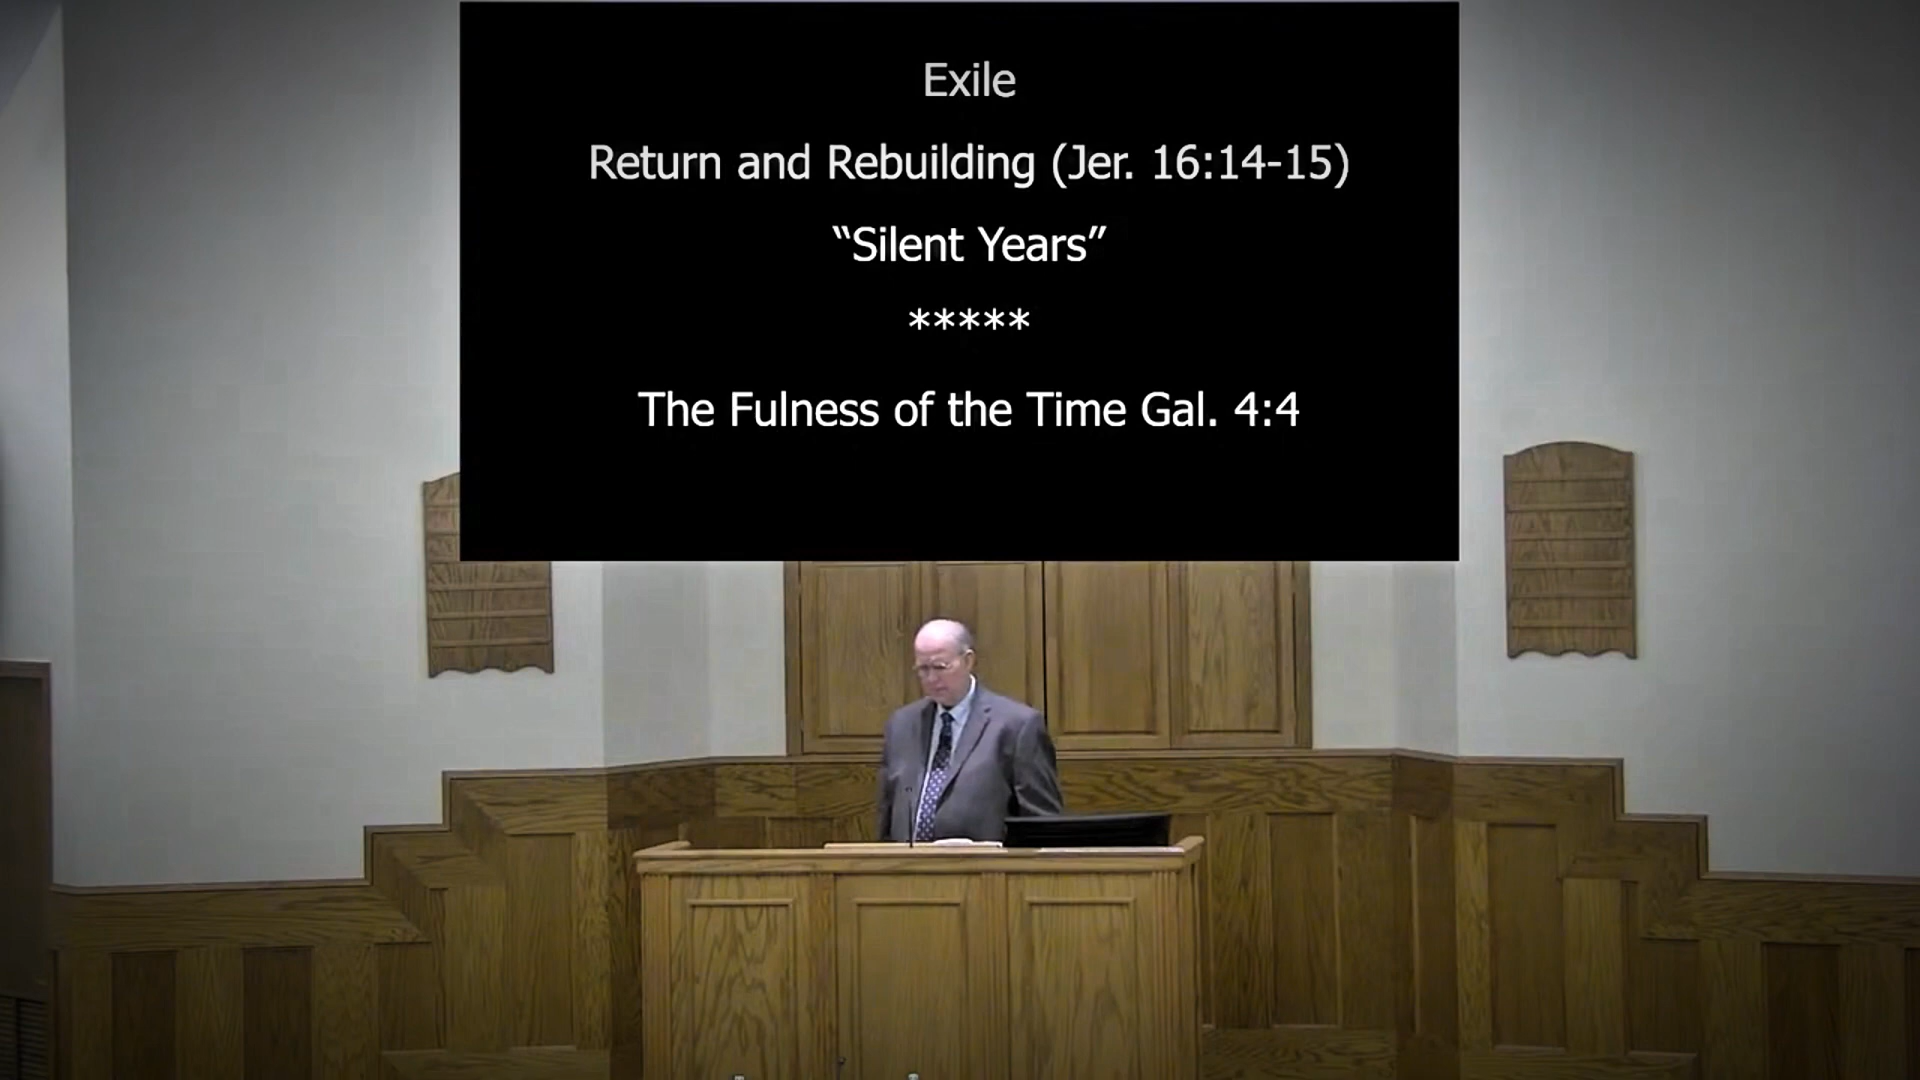 Exile
Return and Rebuilding (Jer. 16:14-15)
“Silent Years”
*****
The Fulness of the Time Gal. 4:4